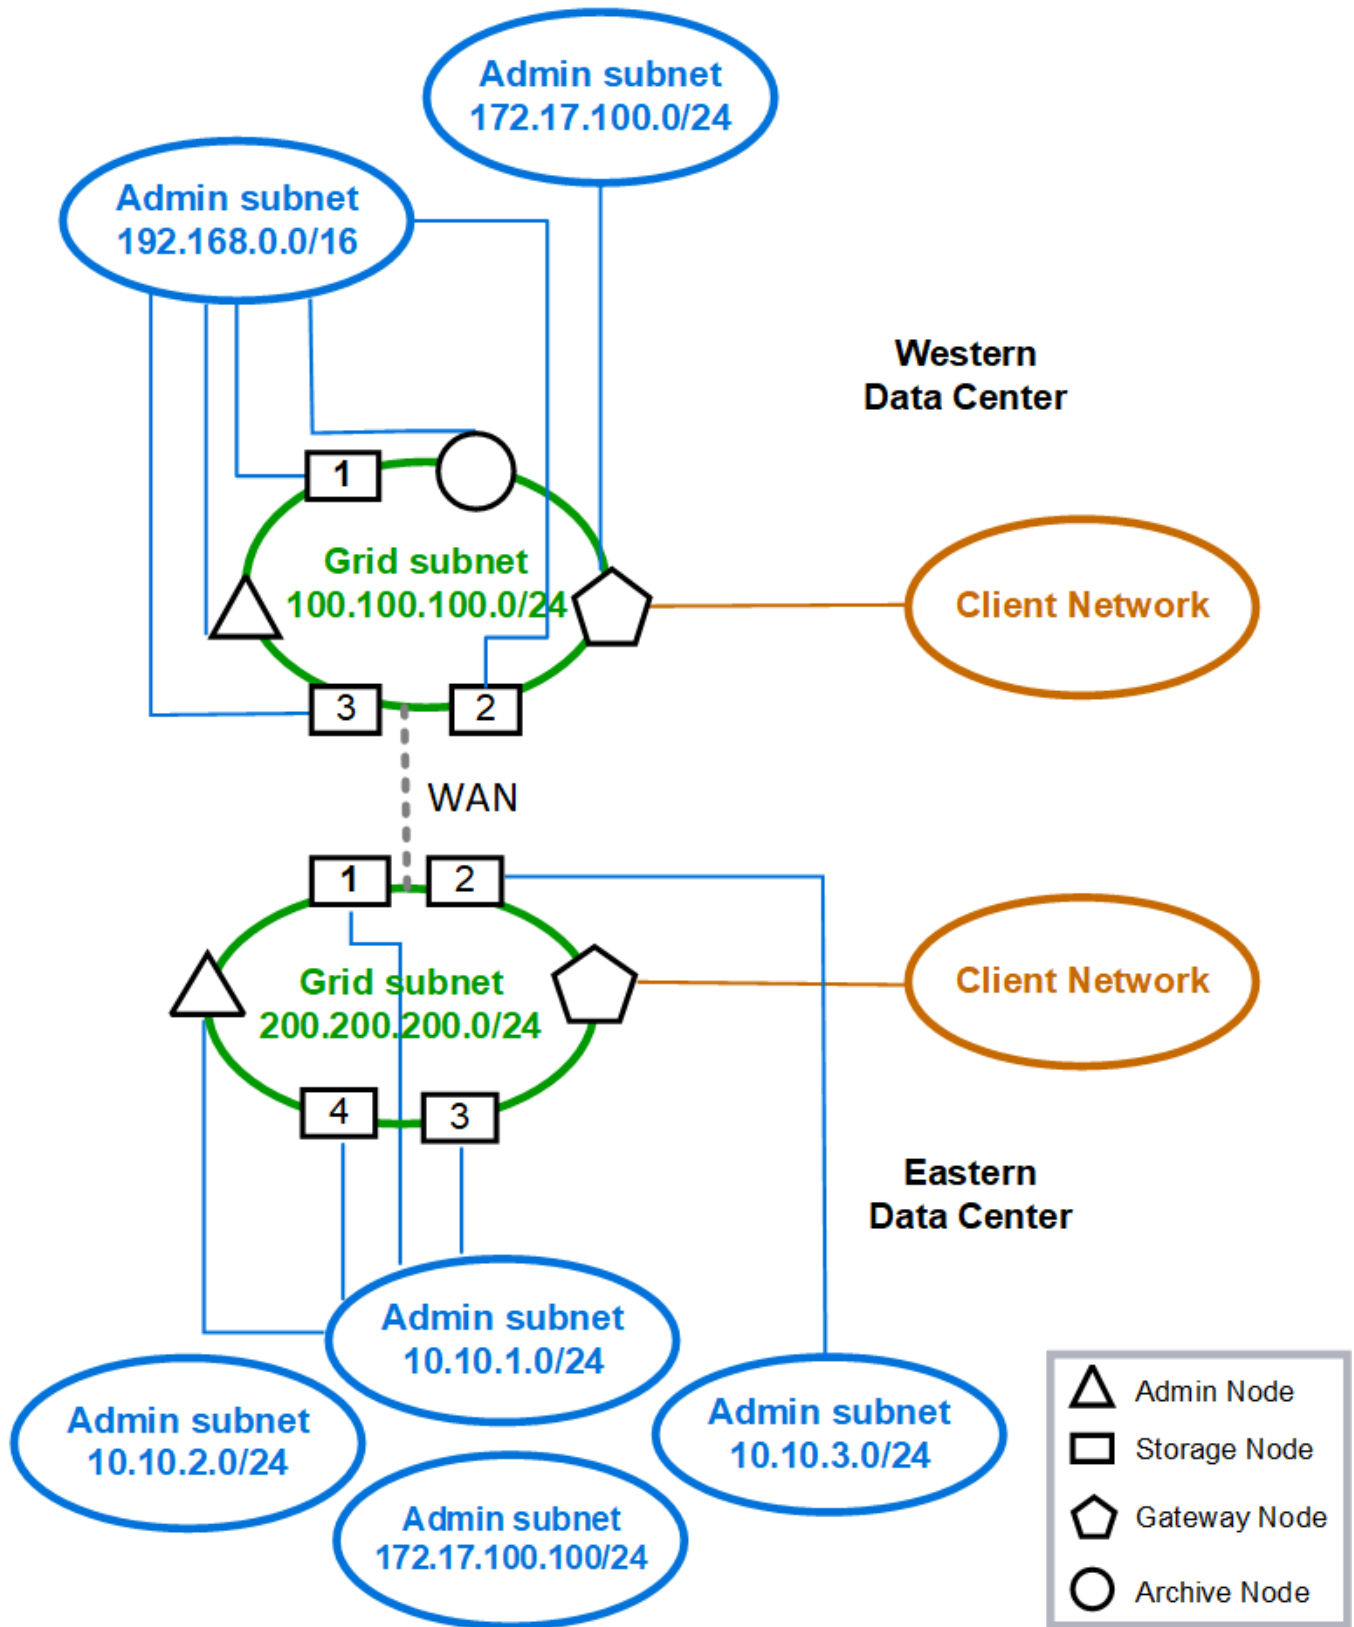 Admin subnet
172.17.100.0/24
Admin subnet
192.168.0.0/16
Western
Data Center
1
Grid subnet
100.100.100.0/24
Client Network
3
2
WAN
1
2
Grid subnet
200.200.200.0/24
Client Network
4
3
Eastern
Data Center
Admin subnet
10.10.1.0/24
Admin subnet
10.10.2.0/24
Admin subnet
10.10.3.0/24
Admin subnet
172.17.100.100/24
Admin Node
Storage Node
Gateway Node
Archive Node